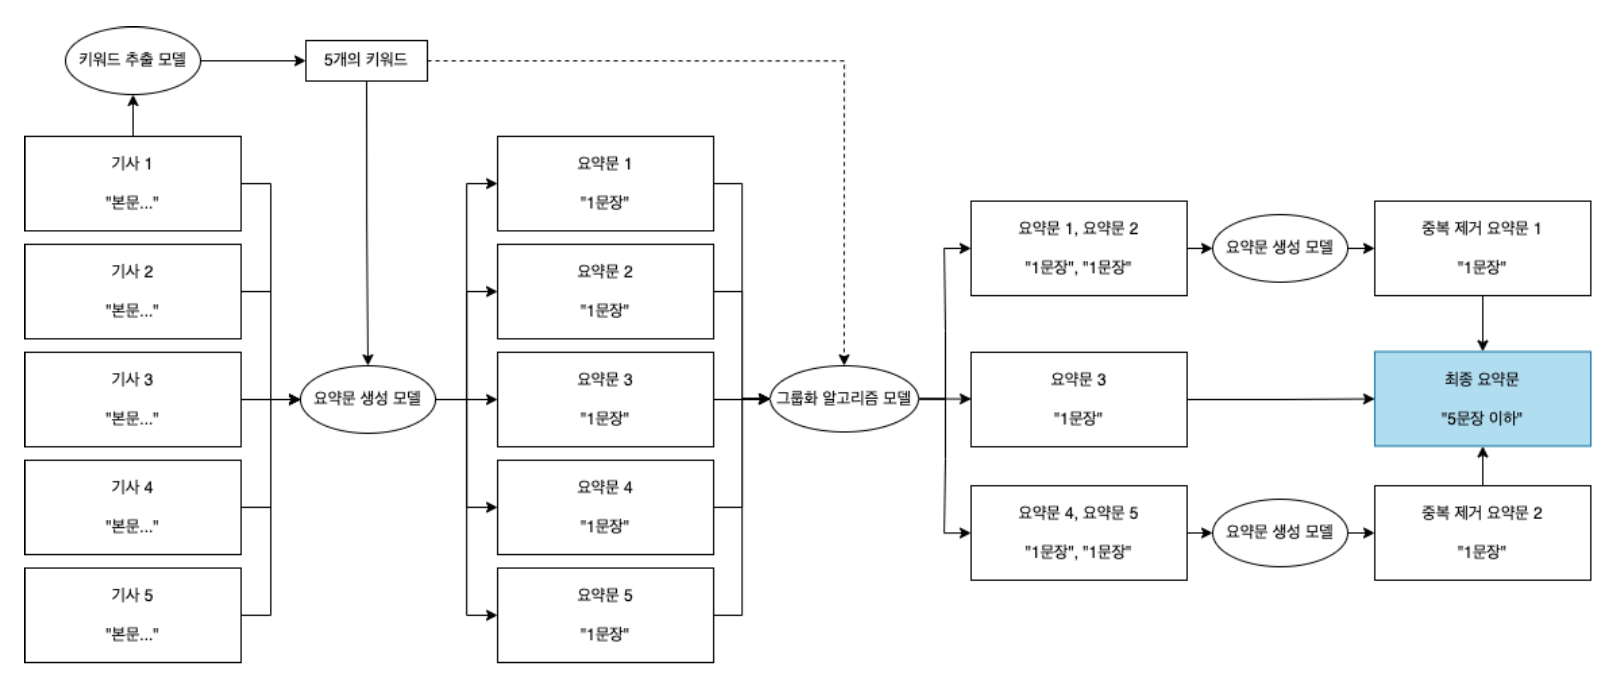 키워드 추출 모델
5개의 키워드
기사 1
"본문..."
기사 2
"본문..."
기사 3
"본문..."
기사 4
"본문..."
기사 5
"본문..."
요약문 생성 모델
요약문 1
"1문장"
요약문 2
"1문장"
요약문 3
"1문장"
요약문 4
"1문장"
요약문 5
"1문장"
그룹화 알고리즘 모델
요약문 1, 요약문 2
"1문장", "1문장"
요약문 생성 모델
중복 제거 요약문 1
"1문장"
요약문 3
"1문장"
최종 요약문
"5문장 이하"
요약문 4, 요약문 5
"1문장", "1문장"
요약문 생성 모델
중복 제거 요약문 2
"1문장"